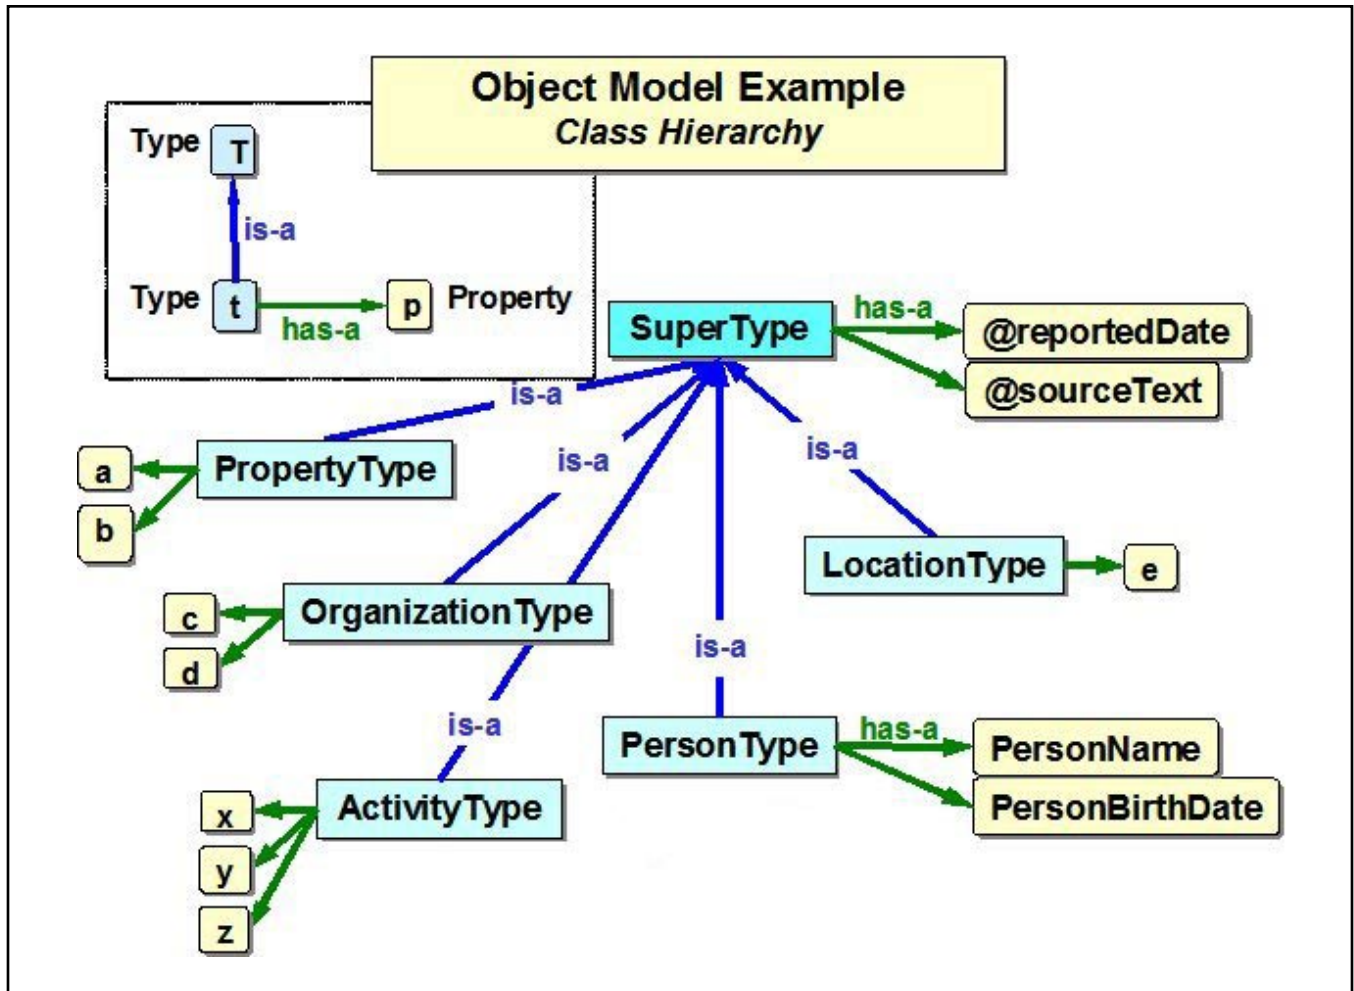 Object Model Example
Class Hierarchy
Type T
is-a
Type t
has-a
p Property
SuperType
has-a
@reportedDate
@sourceText
is-a
PropertyType
a
b
is-a
is-a
LocationType
e
OrganizationType
c
d
is-a
is-a
PersonType
has-a
PersonName
PersonBirthDate
ActivityType
x
y
z